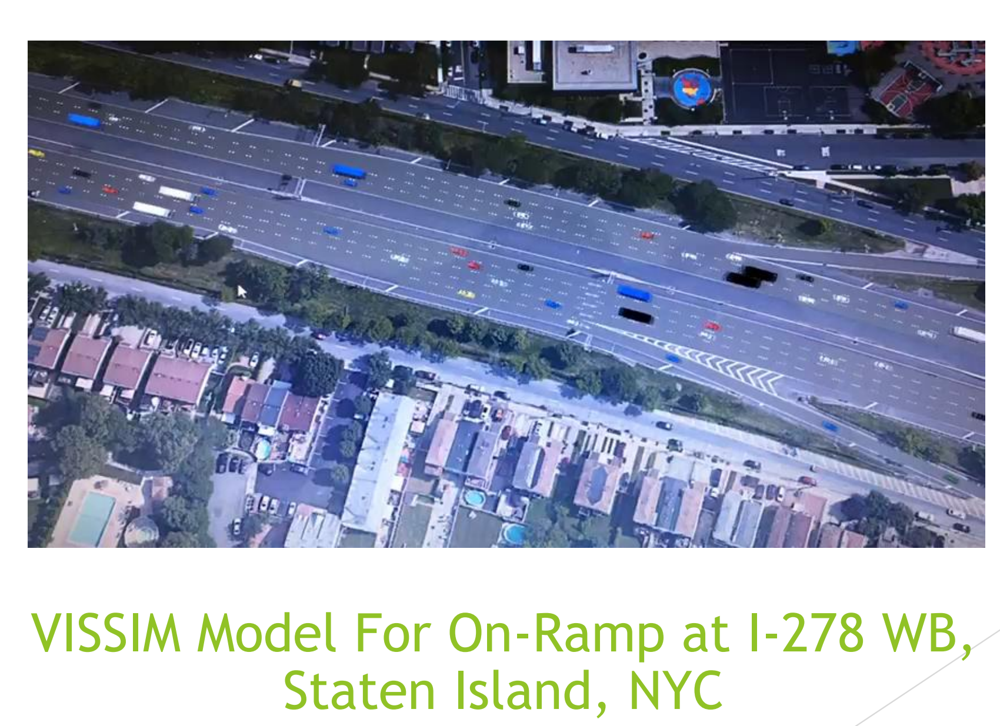 VISSIM Model For On-Ramp at I-278 WB,
Staten Island, NYC